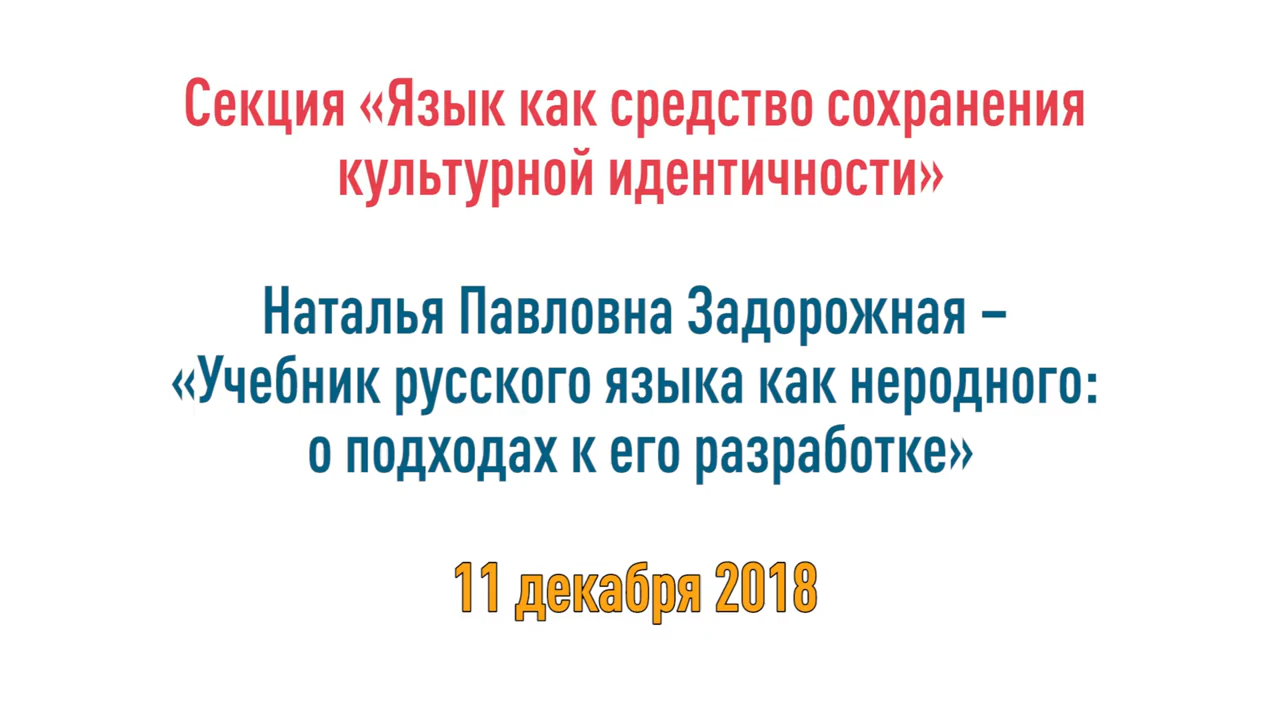 Секция «Язык как средство сохранения
культурной идентичности»
Наталья Павловна Задорожная –
«Учебник русского языка как неродного:
о подходах к его разработке»
11 декабря 2018